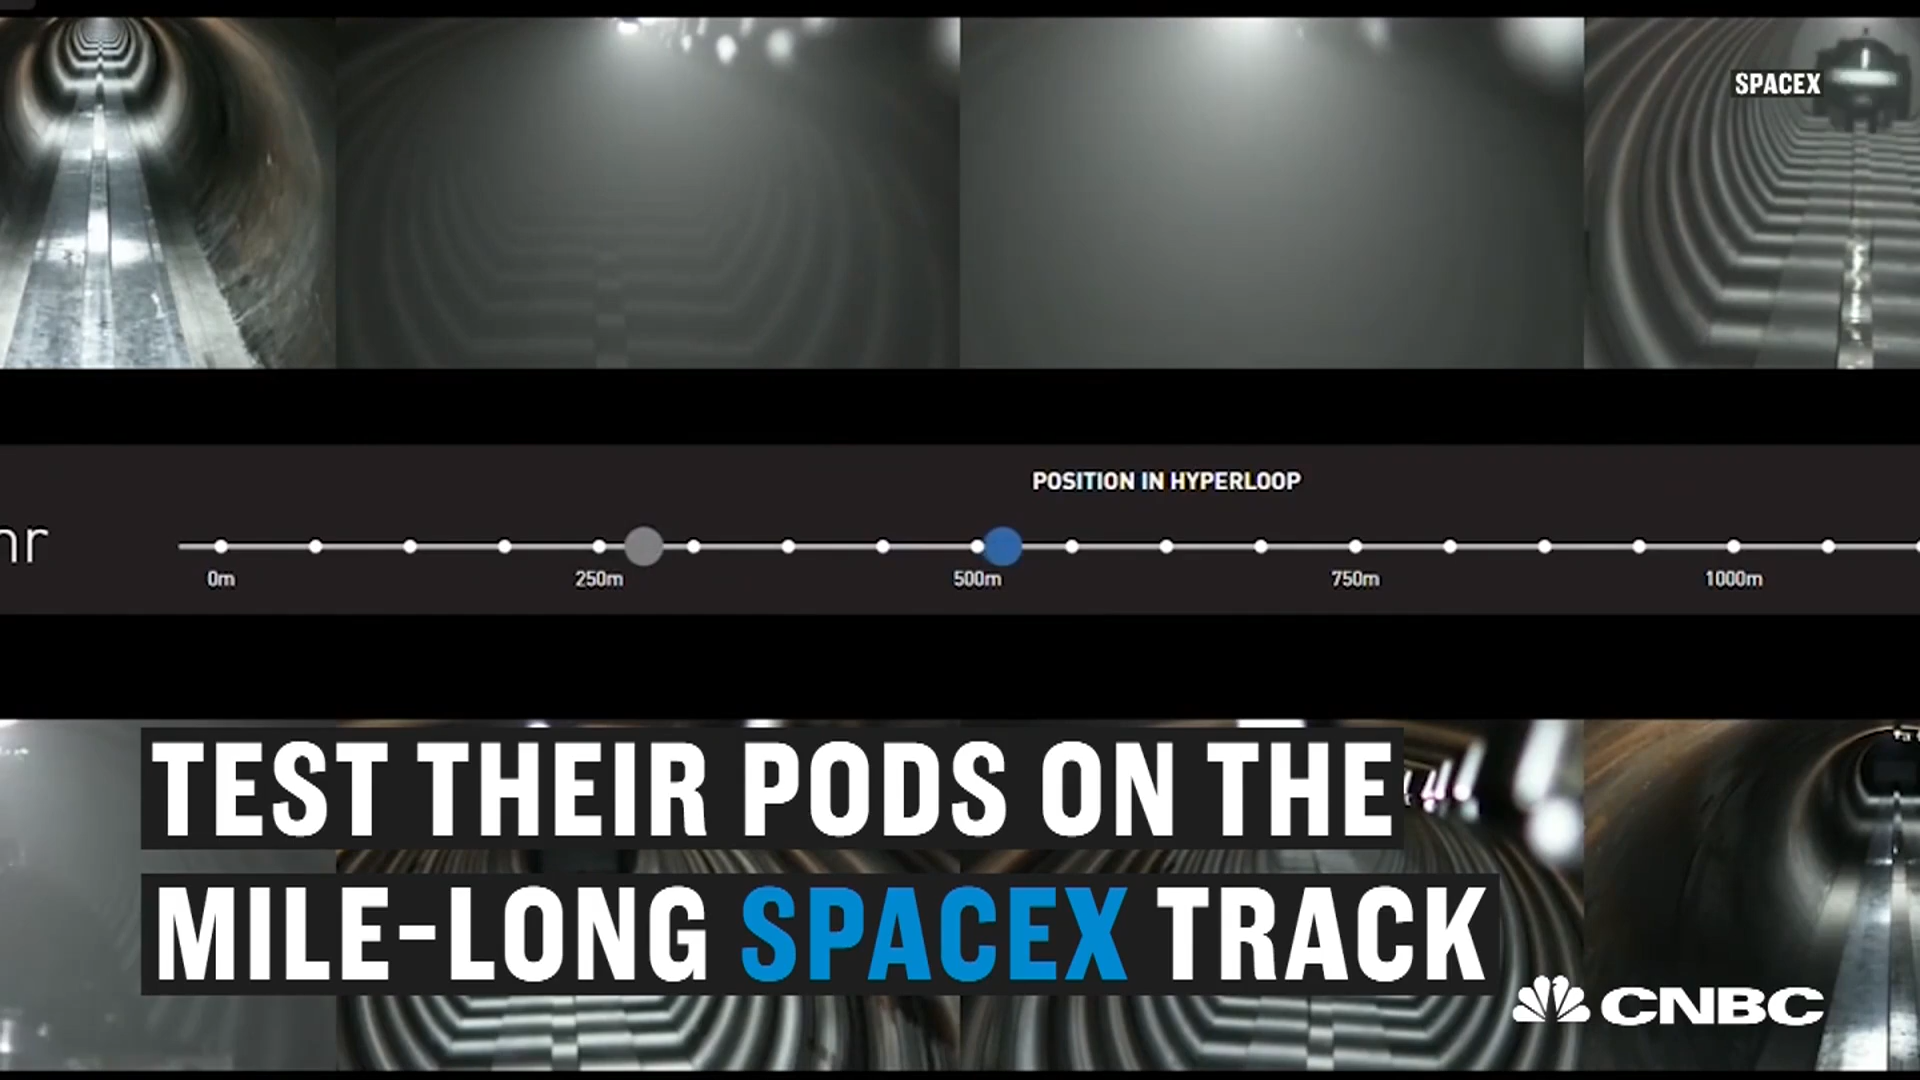 SPACEX
POSITION IN HYPERLOOP
hr
0m 250m 500m 750m 1000m
TEST THEIR PODS ON THE
MILE-LONG SPACEX TRACK
CNBC